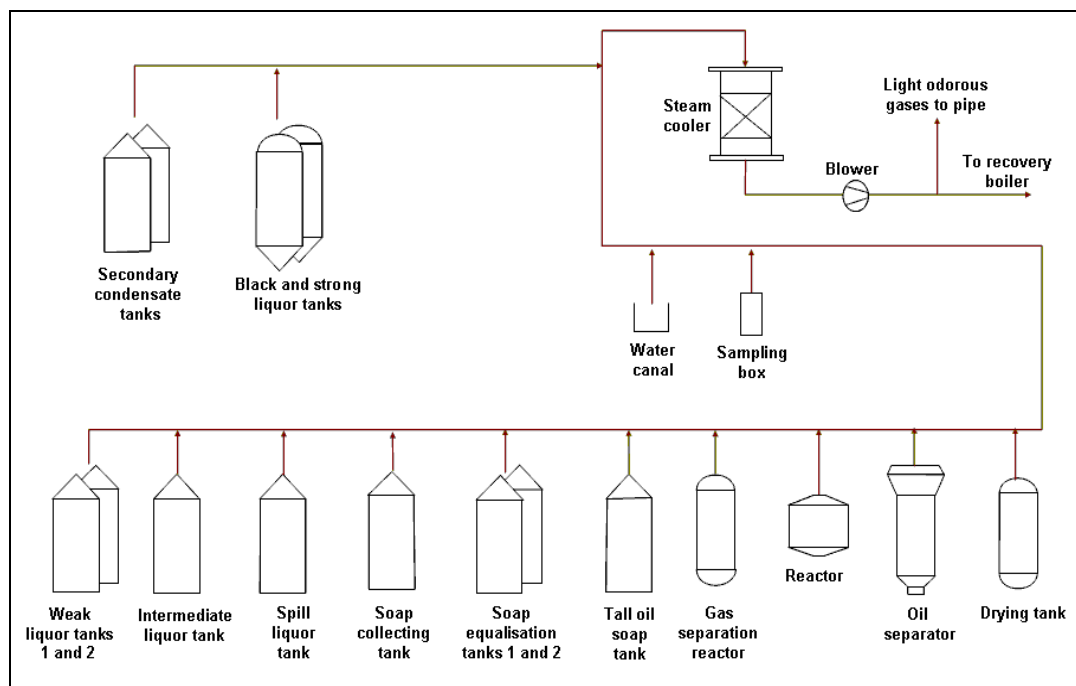 Steam
cooler
Light odorous
gases to pipe
Blower
To recovery
boiler
Secondary
condensate
tanks
Black and strong
liquor tanks
Water
canal
Sampling
box
Weak
liquor tanks
1 and 2
Intermediate
liquor tank
Spill
liquor
tank
Soap
collecting
tank
Soap
equalisation
tanks 1 and 2
Tall oil
soap
tank
Gas
separation
reactor
Reactor
Oil
separator
Drying tank